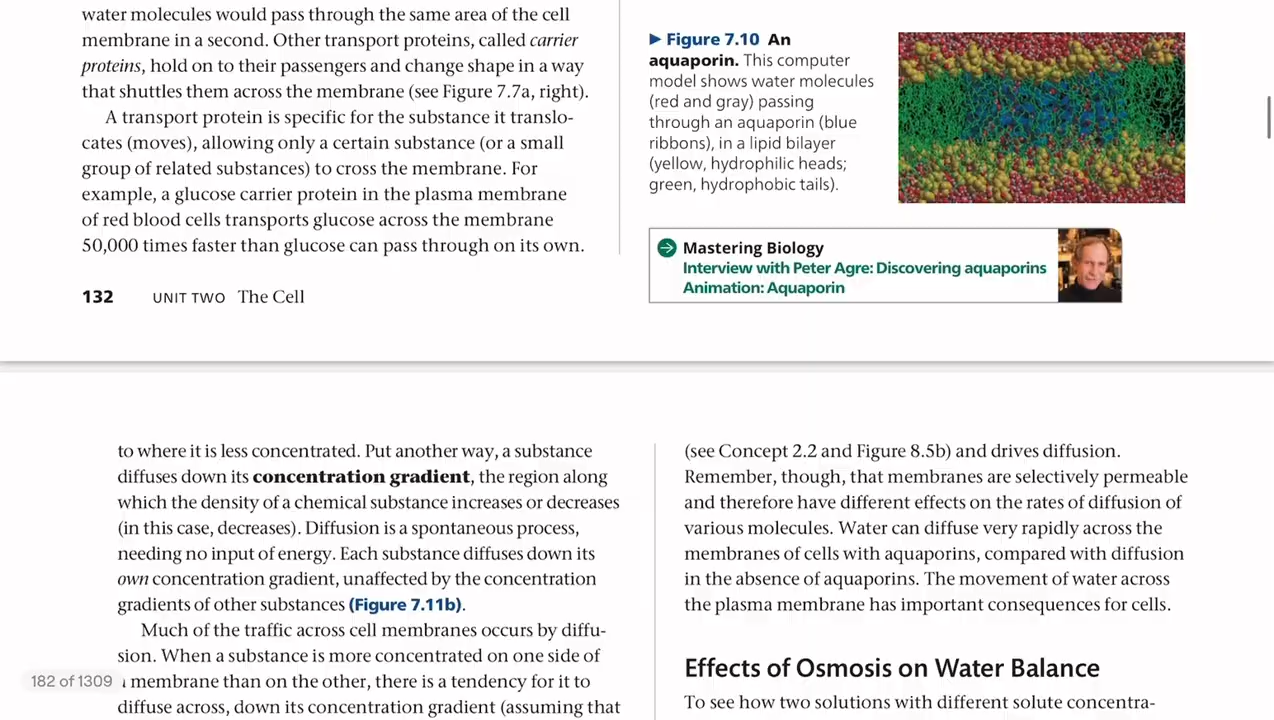 water molecules would pass through the same area of the cell
membrane in a second. Other transport proteins, called carrier
proteins, hold on to their passengers and change shape in a way
that shuttles them across the membrane (see Figure 7.7a, right).
A transport protein is specific for the substance it translo-
cates (moves), allowing only a certain substance (or a small
group of related substances) to cross the membrane. For
example, a glucose carrier protein in the plasma membrane
of red blood cells transports glucose across the membrane
50,000 times faster than glucose can pass through on its own.
132 UNIT TWO The Cell
▶ Figure 7.10 An
aquaporin. This computer
model shows water molecules
(red and gray) passing
through an aquaporin (blue
ribbons), in a lipid bilayer
(yellow, hydrophilic heads;
green, hydrophobic tails).
Mastering Biology
Interview with Peter Agre: Discovering aquaporins
Animation: Aquaporin
to where it is less concentrated. Put another way, a substance
diffuses down its concentration gradient, the region along
which the density of a chemical substance increases or decreases
(in this case, decreases). Diffusion is a spontaneous process,
needing no input of energy. Each substance diffuses down its
own concentration gradient, unaffected by the concentration
gradients of other substances (Figure 7.11b).
Much of the traffic across cell membranes occurs by diffu-
sion. When a substance is more concentrated on one side of
a membrane than on the other, there is a tendency for it to
diffuse across, down its concentration gradient (assuming that
182 of 1309
(see Concept 2.2 and Figure 8.5b) and drives diffusion.
Remember, though, that membranes are selectively permeable
and therefore have different effects on the rates of diffusion of
various molecules. Water can diffuse very rapidly across the
membranes of cells with aquaporins, compared with diffusion
in the absence of aquaporins. The movement of water across
the plasma membrane has important consequences for cells.
Effects of Osmosis on Water Balance
To see how two solutions with different solute concentra-